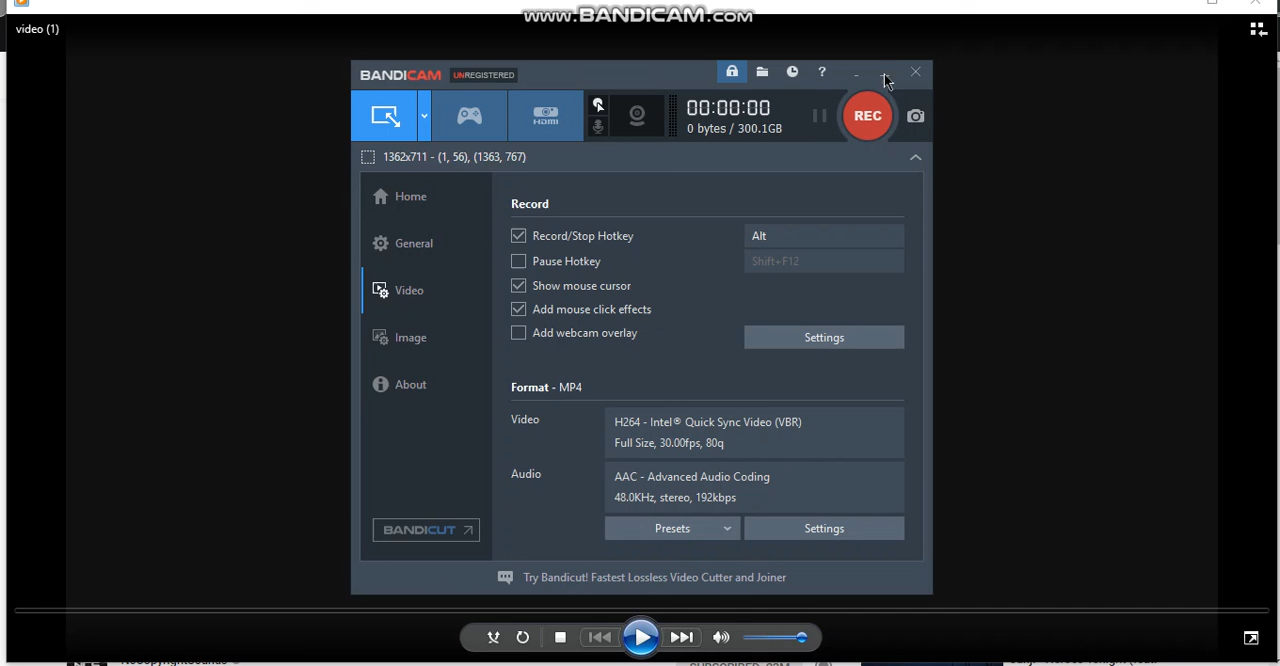 www.BANDICAM.com
video (1)
BANDICAM UNREGISTERED
?
00:00:00
0 bytes / 300.1GB
REC
HDMI
1362x711 - (1, 56), (1363, 767)
Home
General
Video
Image
About
BANDICUT
Record
Record/Stop Hotkey Alt
Pause Hotkey Shift+F12
Show mouse cursor
Add mouse click effects
Add webcam overlay
Settings
Format - MP4
Video H264 - Intel® Quick Sync Video (VBR)
Full Size, 30.00fps, 80q
Audio AAC - Advanced Audio Coding
48.0KHz, stereo, 192kbps
Presets Settings
Try Bandicut! Fastest Lossless Video Cutter and Joiner